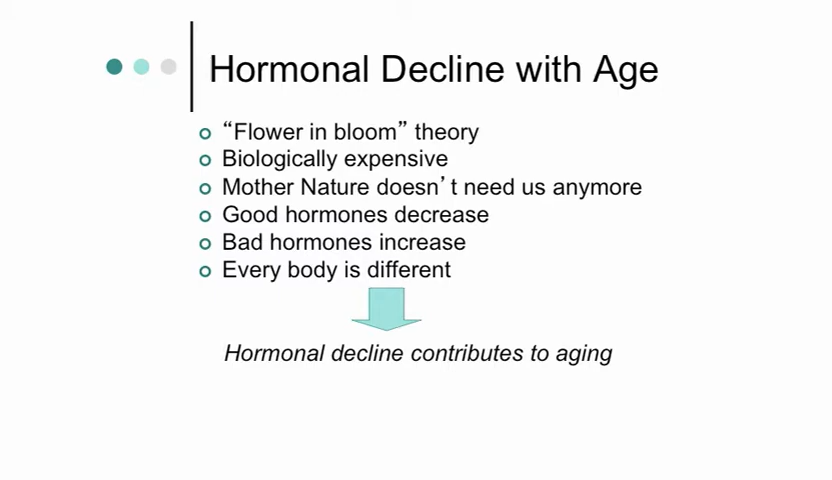 Hormonal Decline with Age
“Flower in bloom” theory
Biologically expensive
Mother Nature doesn’t need us anymore
Good hormones decrease
Bad hormones increase
Every body is different
Hormonal decline contributes to aging